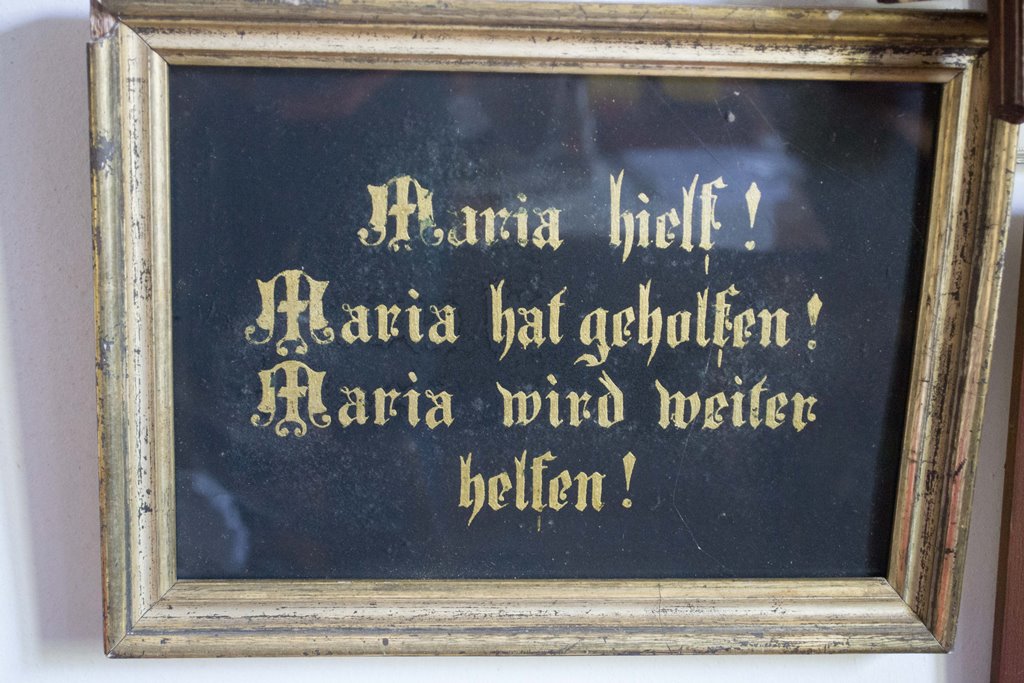 Maria hielf!
Maria hat geholfen!
Maria wird weiter
helfen!